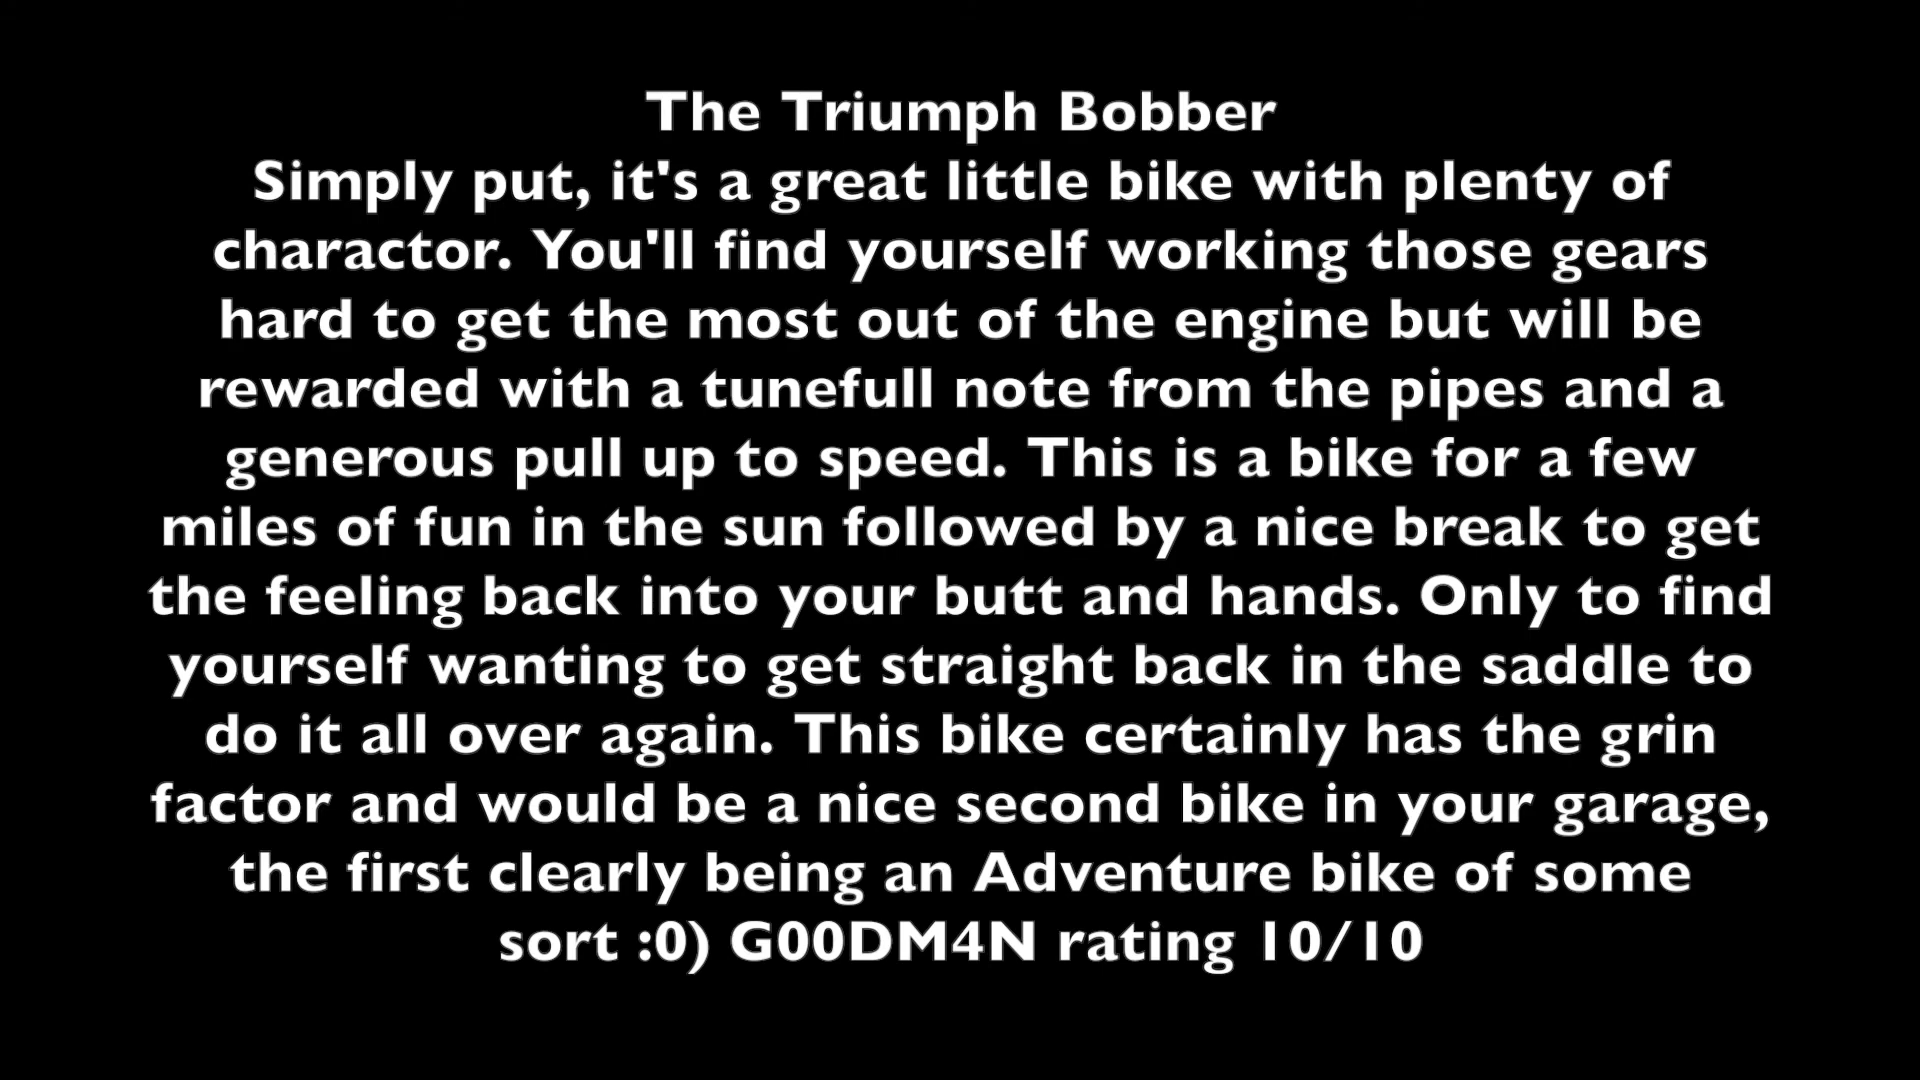 The Triumph Bobber
Simply put, it's a great little bike with plenty of
charactor. You'll find yourself working those gears
hard to get the most out of the engine but will be
rewarded with a tunefull note from the pipes and a
generous pull up to speed. This is a bike for a few
miles of fun in the sun followed by a nice break to get
the feeling back into your butt and hands. Only to find
yourself wanting to get straight back in the saddle to
do it all over again. This bike certainly has the grin
factor and would be a nice second bike in your garage,
the first clearly being an Adventure bike of some
sort :0) G00DM4N rating 10/10